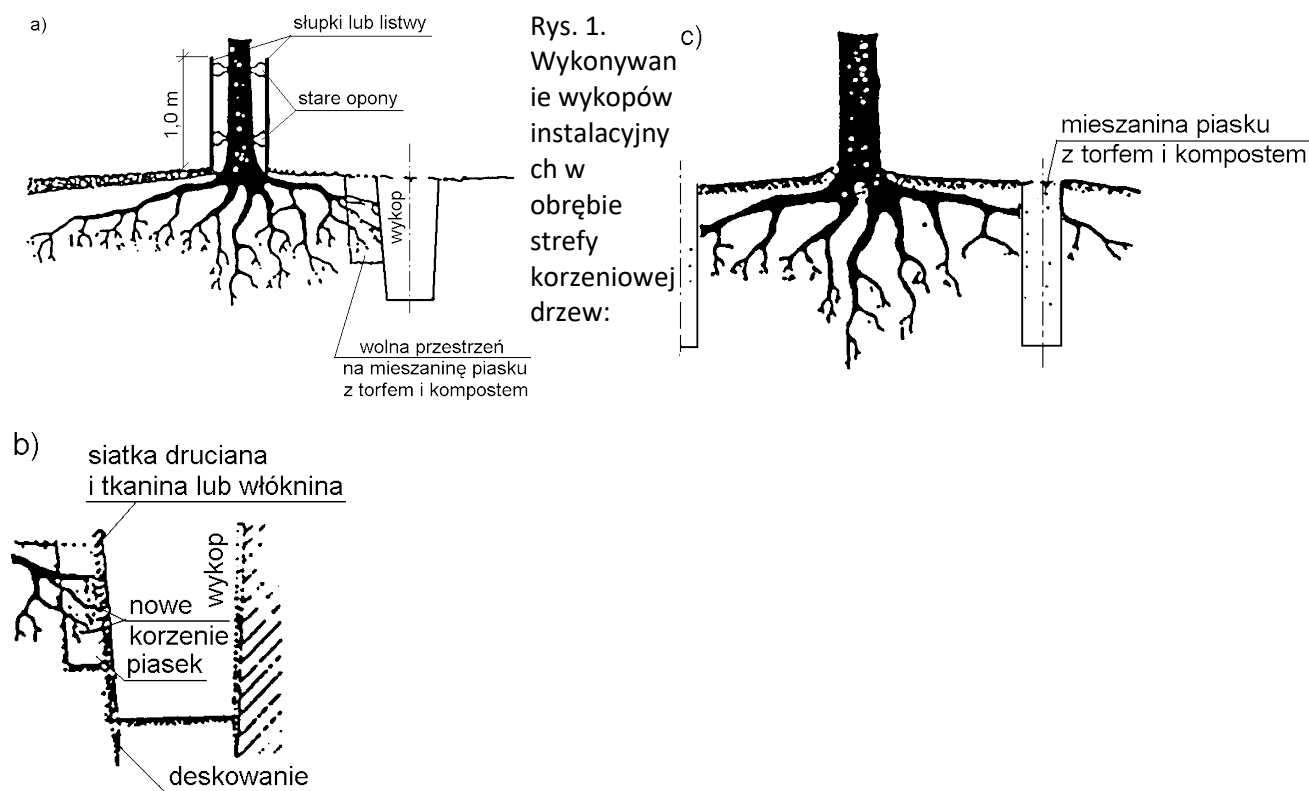 a)
słupki lub listwy
stare opony
1,0 m
wykop
wolna przestrzeń
na mieszaninę piasku
z torfem i kompostem
Rys. 1.
Wykonywan
ie wykopów
instalacyjny
ch w
obrębie
strefy
korzeniowej
drzew:
c)
mieszanina piasku
z torfem i kompostem
b)
siatka druciana
i tkanina lub włóknina
wykop
nowe
korzenie
piasek
deskowanie